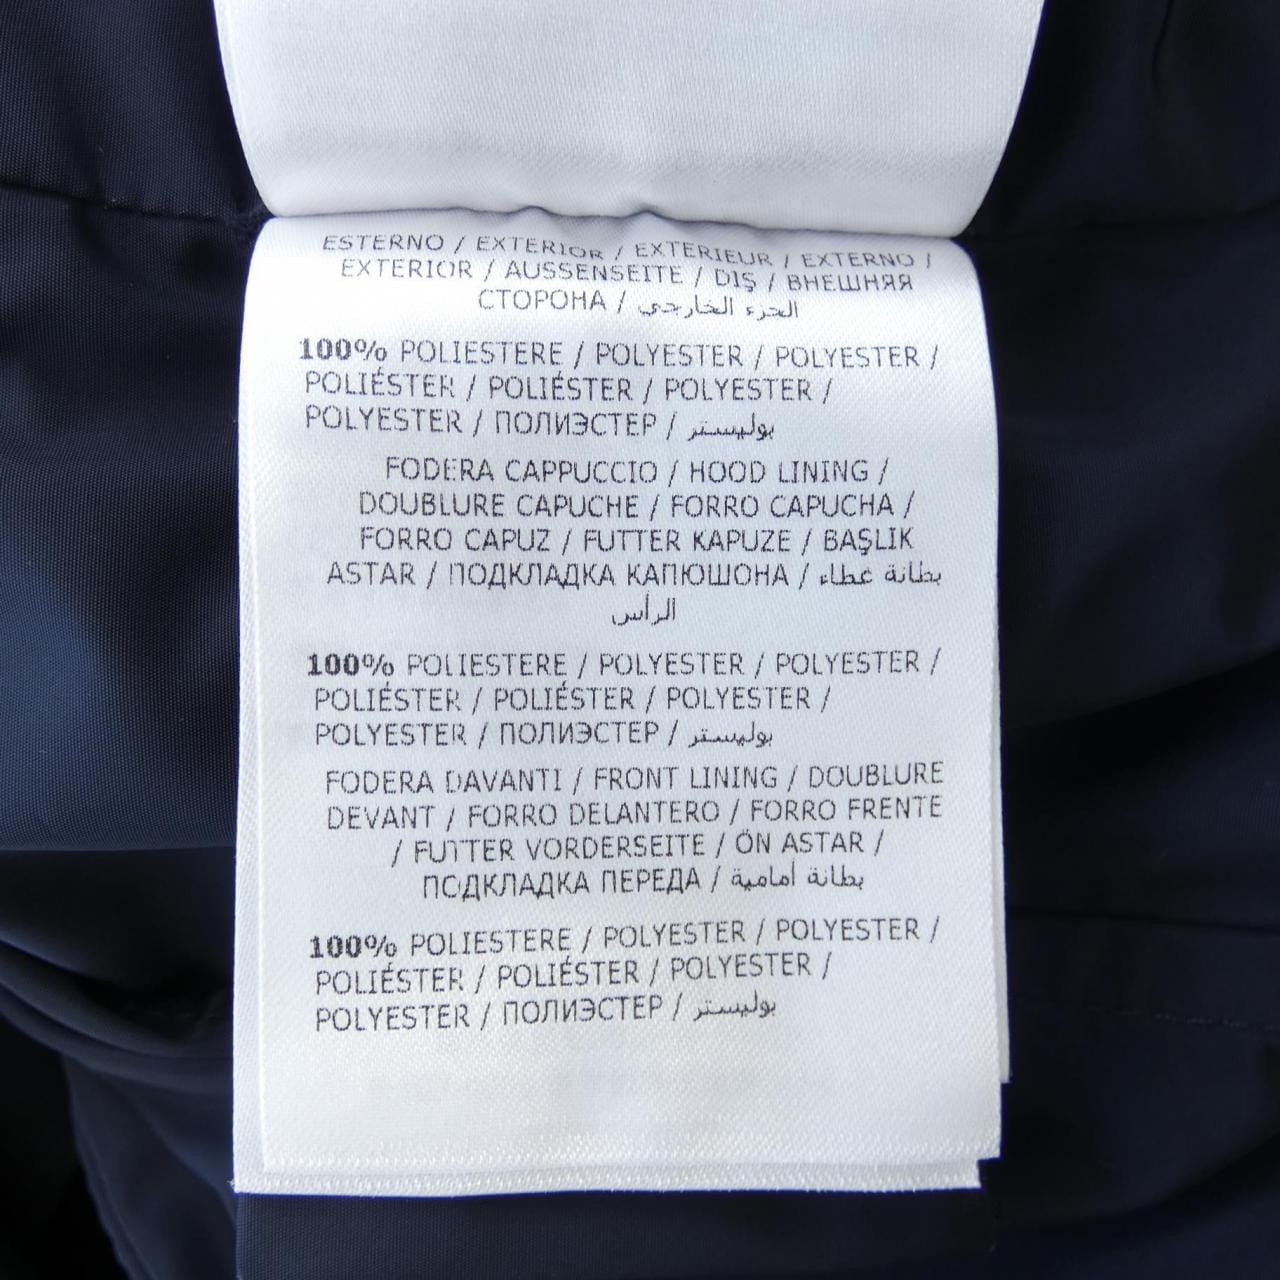 ESTERNO / EXTERIOR / EXTERIEUR / EXTERNO /
EXTERIOR / AUSSENSEITE / DIŞ / ВНЕШНЯЯ
СТОРОНА / الجزء الخارجي
100% POLIESTERE / POLYESTER / POLYESTER /
POLIÉSTER / POLIÉSTER / POLYESTER /
POLYESTER / ПОЛИЭСТЕР / بوليستر
FODERA CAPPUCCIO / HOOD LINING /
DOUBLURE CAPUCHE / FORRO CAPUCHA /
FORRO CAPUZ / FUTTER KAPUZE / BAŞLIK
ASTAR / ПОДКЛАДКА КАПЮШОНА / بطانة غطاء
الرأس
100% POLIESTERE / POLYESTER / POLYESTER /
POLIÉSTER / POLIÉSTER / POLYESTER /
POLYESTER / ПОЛИЭСТЕР / بوليستر
FODERA DAVANTI / FRONT LINING / DOUBLURE
DEVANT / FORRO DELANTERO / FORRO FRENTE
/ FUTTER VORDERSEITE / ÖN ASTAR /
ПОДКЛАДКА ПЕРЕДА / بطانة أمامية
100% POLIESTERE / POLYESTER / POLYESTER /
POLIÉSTER / POLIÉSTER / POLYESTER /
POLYESTER / ПОЛИЭСТЕР / بوليستر